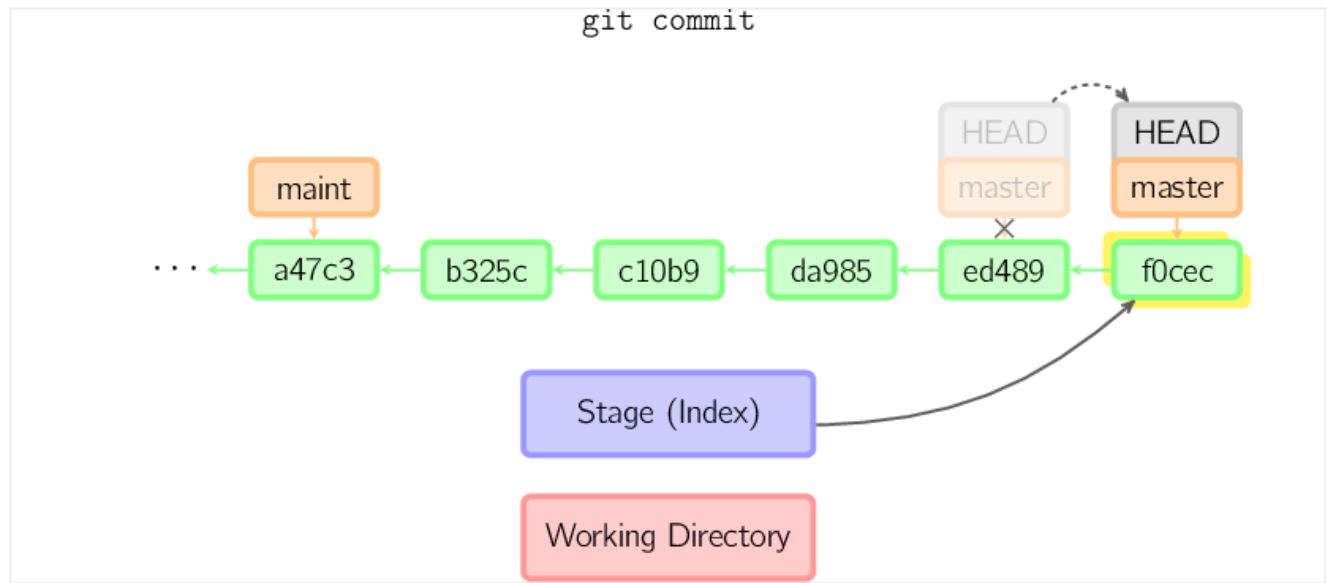 git commit
HEAD HEAD
maint master master
... a47c3 b325c c10b9 da985 ed489 f0cec
Stage (Index)
Working Directory